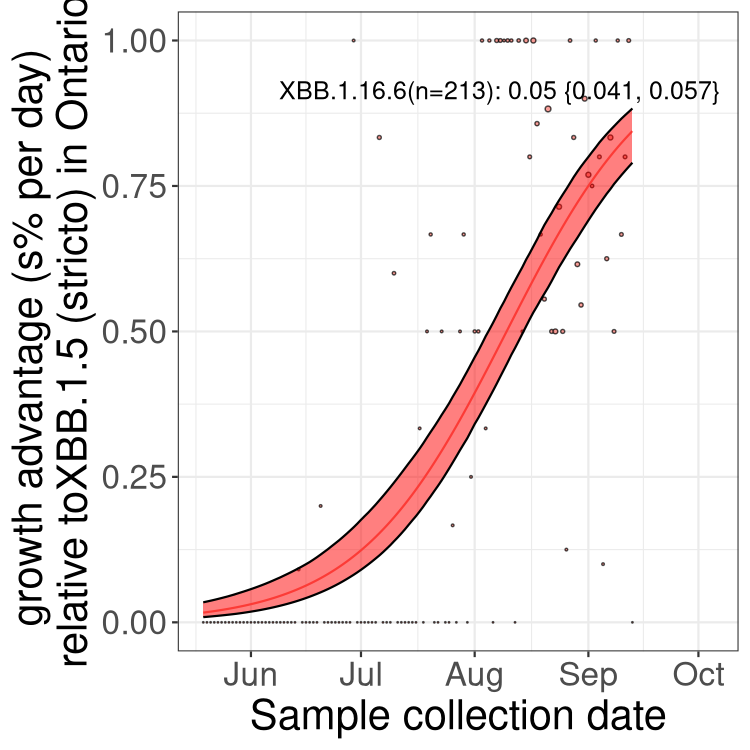 growth advantage (s% per day)
relative toXBB.1.5 (stricto) in Ontario
1.00
0.75
0.50
0.25
0.00
XBB.1.16.6(n=213): 0.05 {0.041, 0.057}
Jun Jul Aug Sep Oct
Sample collection date